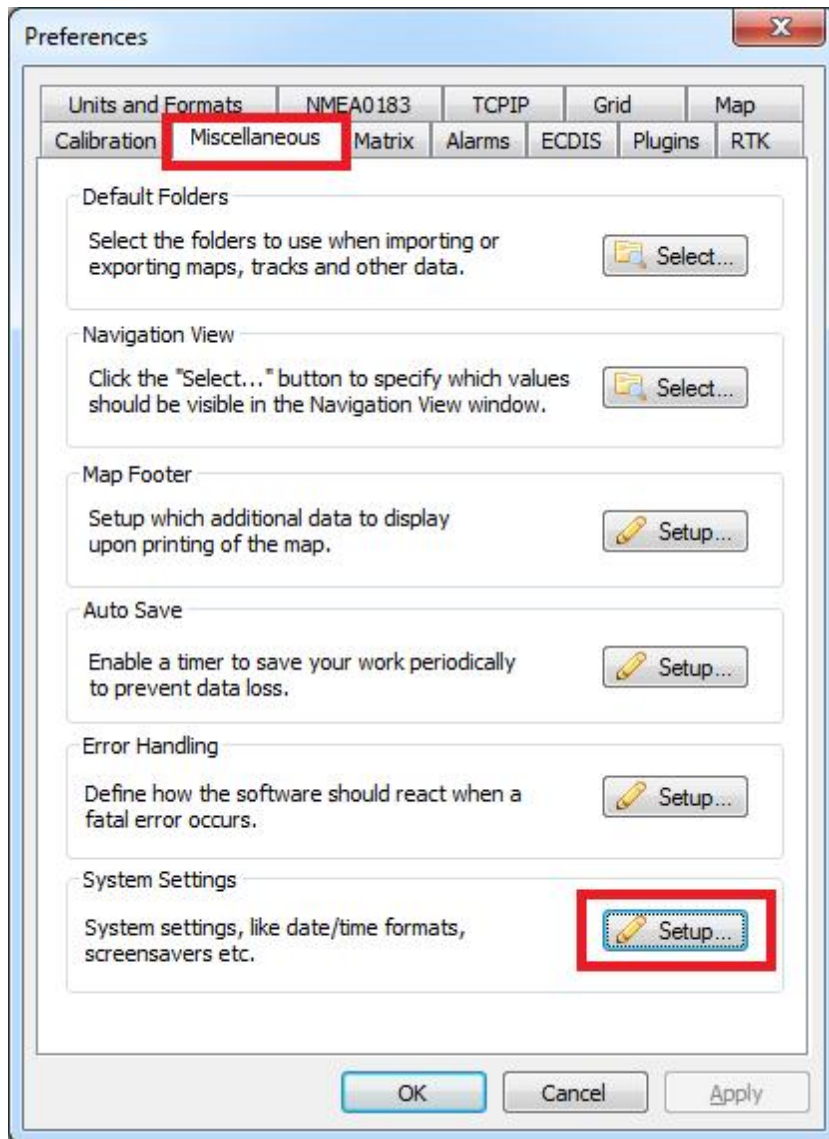 Preferences
Units and Formats NMEA0183 TCPIP Grid Map
Calibration Miscellaneous Matrix Alarms ECDIS Plugins RTK
Default Folders
Select the folders to use when importing or
exporting maps, tracks and other data.
Select...
Navigation View
Click the "Select..." button to specify which values
should be visible in the Navigation View window.
Select...
Map Footer
Setup which additional data to display
upon printing of the map.
Setup...
Auto Save
Enable a timer to save your work periodically
to prevent data loss.
Setup...
Error Handling
Define how the software should react when a
fatal error occurs.
Setup...
System Settings
System settings, like date/time formats,
screensavers etc.
Setup...
OK Cancel Apply